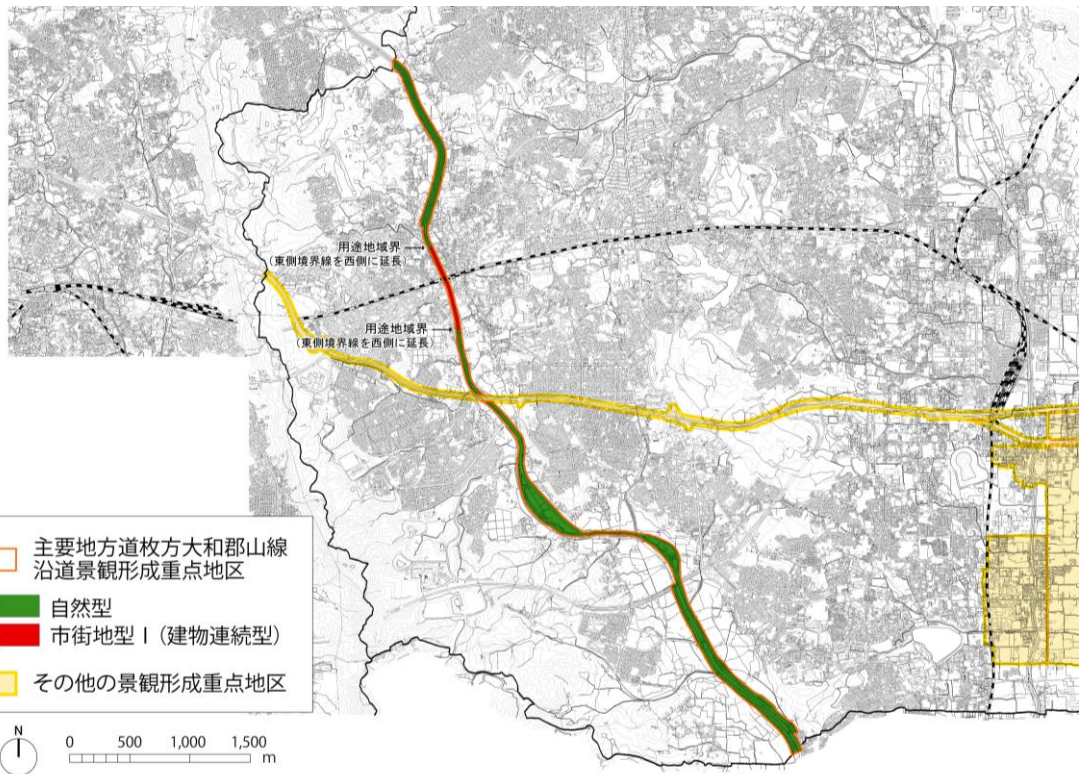 用途地域界
(東側境界線を西側に延長)
用途地域界
(東側境界線を西側に延長)
主要地方道枚方大和郡山線
沿道景観形成重点地区
自然型
市街地型Ⅰ(建物連続型)
その他の景観形成重点地区
N
0 500 1,000 1,500
m